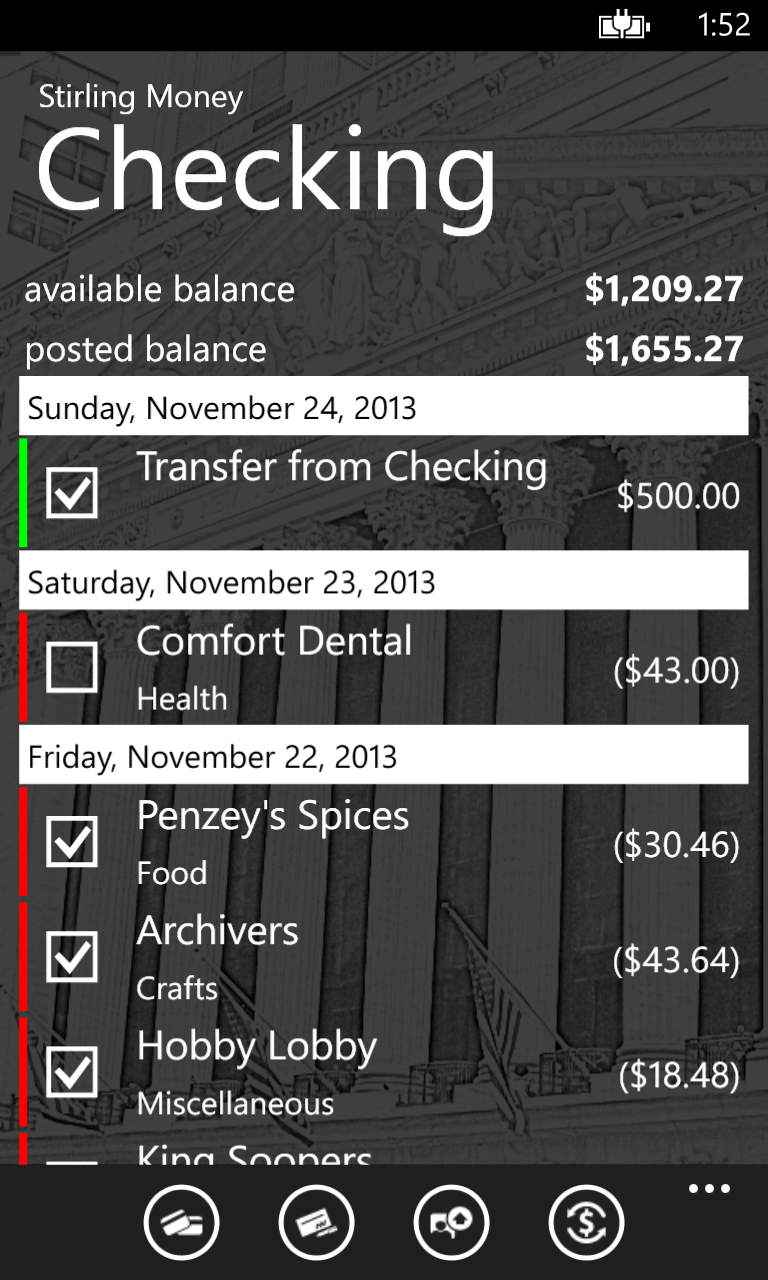 1:52
Stirling Money
Checking
available balance $1,209.27
posted balance $1,655.27
Sunday, November 24, 2013
Transfer from Checking
$500.00
Saturday, November 23, 2013
Comfort Dental
($43.00)
Health
Friday, November 22, 2013
Penzey's Spices
($30.46)
Food
Archivers
($43.64)
Crafts
Hobby Lobby
($18.48)
Miscellaneous
King Soopers